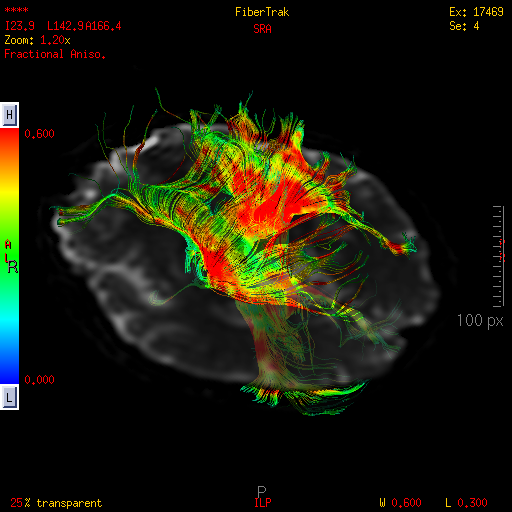 ****
FiberTrak
Ex: 17469
I23.9 L142.9A166.4
SRA
Se: 4
Zoom: 1.20x
Fractional Aniso.
H
0.600
A
L
R
100 px
0.000
L
P
25% transparent
ILP
W 0.600 L 0.300